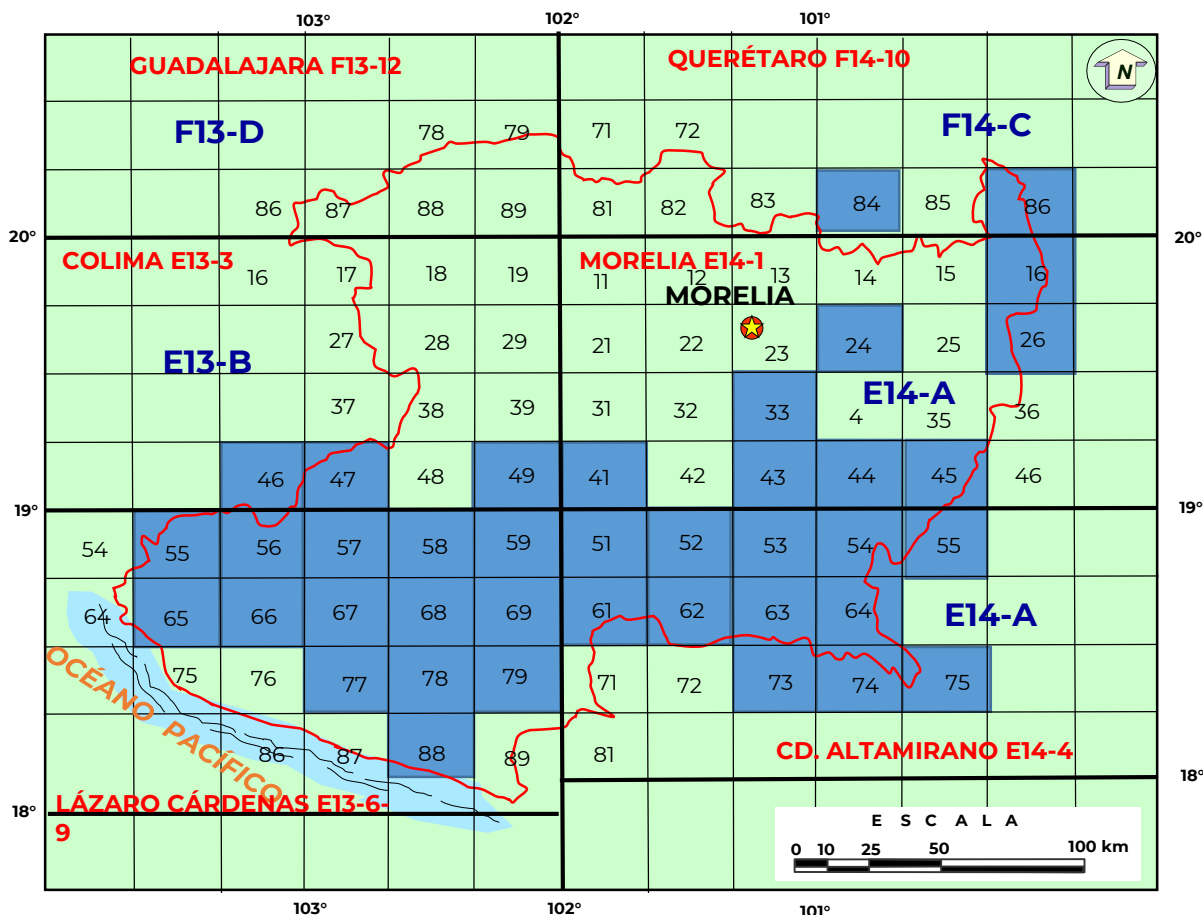 103° 102° 101°
GUADALAJARA F13-12 QUERÉTARO F14-10
N
F13-D 78 79 71 72 F14-C
86 87 88 89 81 82 83 84 85 86
20° 20°
COLIMA E13-3 MORELIA E14-1
16 17 18 19 11 12 13 14 15 16
MORELIA
27 28 29 21 22 23 24 25 26
E13-B E14-A
37 38 39 31 32 33 4 35 36
46 47 48 49 41 42 43 44 45 46
19° 19°
54 55 56 57 58 59 51 52 53 54 55
64 65 66 67 68 69 61 62 63 64 E14-A
75 76 77 78 79 71 72 73 74 75
OCÉANO PACÍFICO
86 87 88 89 81 CD. ALTAMIRANO E14-4
18° 18°
LÁZARO CÁRDENAS E13-6-
9
E S C A L A
0 10 25 50 100 km
103° 102° 101°